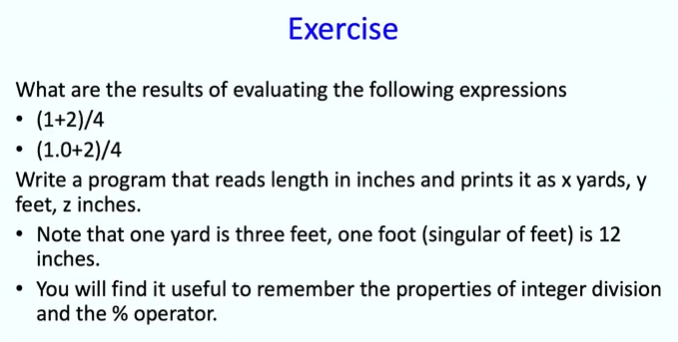 Exercise
What are the results of evaluating the following expressions
• (1+2)/4
• (1.0+2)/4
Write a program that reads length in inches and prints it as x yards, y
feet, z inches.
• Note that one yard is three feet, one foot (singular of feet) is 12
inches.
• You will find it useful to remember the properties of integer division
and the % operator.